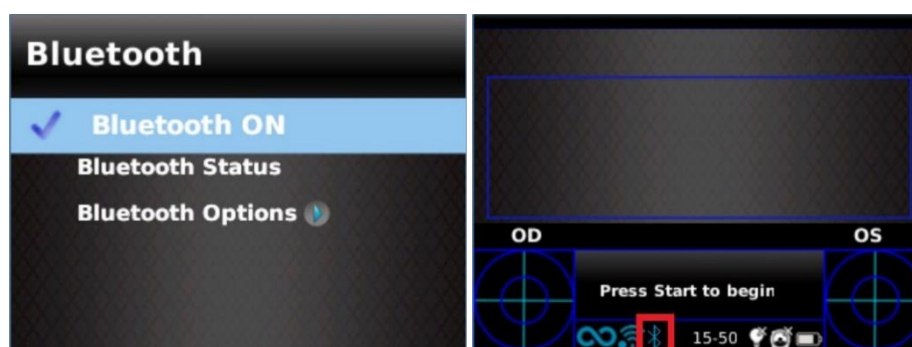 Bluetooth
Bluetooth ON
Bluetooth Status
Bluetooth Options
OD
OS
Press Start to begin
15-50